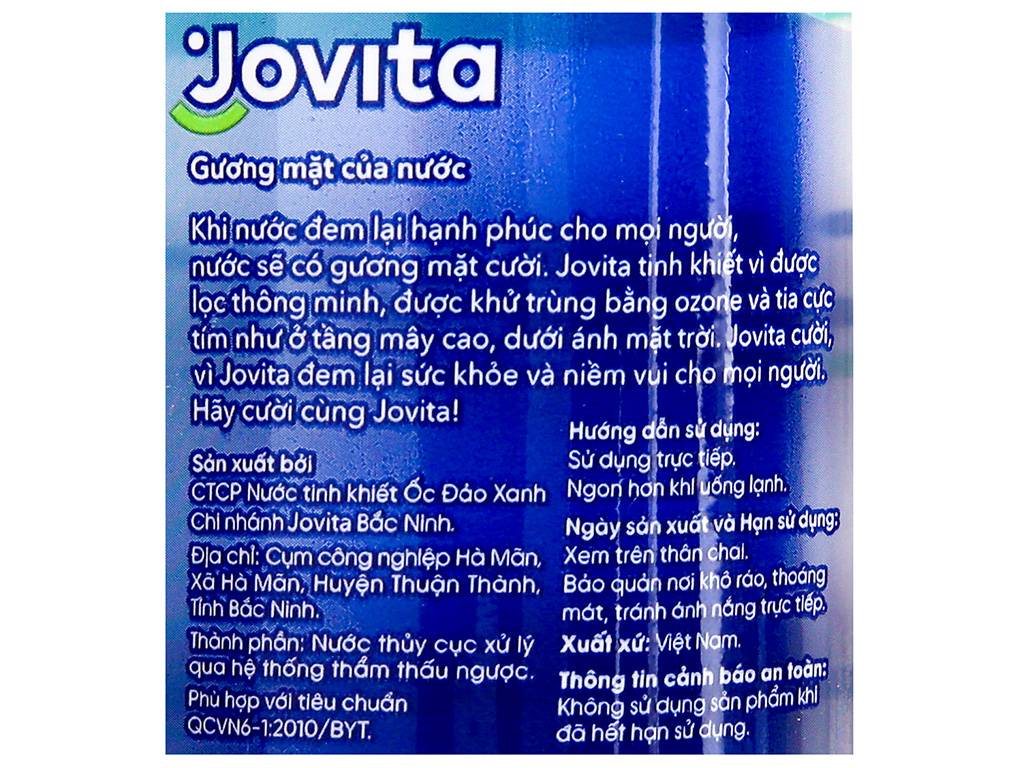 Jovita
Gương mặt của nước
Khi nước đem lại hạnh phúc cho mọi người,
nước sẽ có gương mặt cười. Jovita tinh khiết vì được
lọc thông minh, được khử trùng bằng ozone và tia cực
tím như ở tầng mây cao, dưới ánh mặt trời. Jovita cười,
vì Jovita đem lại sức khỏe và niềm vui cho mọi người.
Hãy cười cùng Jovita!
Sản xuất bởi
CTCP Nước tinh khiết Ốc Đảo Xanh
Chi nhánh Jovita Bắc Ninh.
Địa chỉ: Cụm công nghiệp Hà Mãn,
Xã Hà Mãn, Huyện Thuận Thành,
Tỉnh Bắc Ninh.
Thành phần: Nước thủy cục xử lý
qua hệ thống thẩm thấu ngược.
Phù hợp với tiêu chuẩn
QCVN6-1:2010/BYT.
Hướng dẫn sử dụng:
Sử dụng trực tiếp.
Ngon hơn khi uống lạnh.
Ngày sản xuất và Hạn sử dụng:
Xem trên thân chai.
Bảo quản nơi khô ráo, thoáng
mát, tránh ánh nắng trực tiếp.
Xuất xứ: Việt Nam.
Thông tin cảnh báo an toàn:
Không sử dụng sản phẩm khi
đã hết hạn sử dụng.